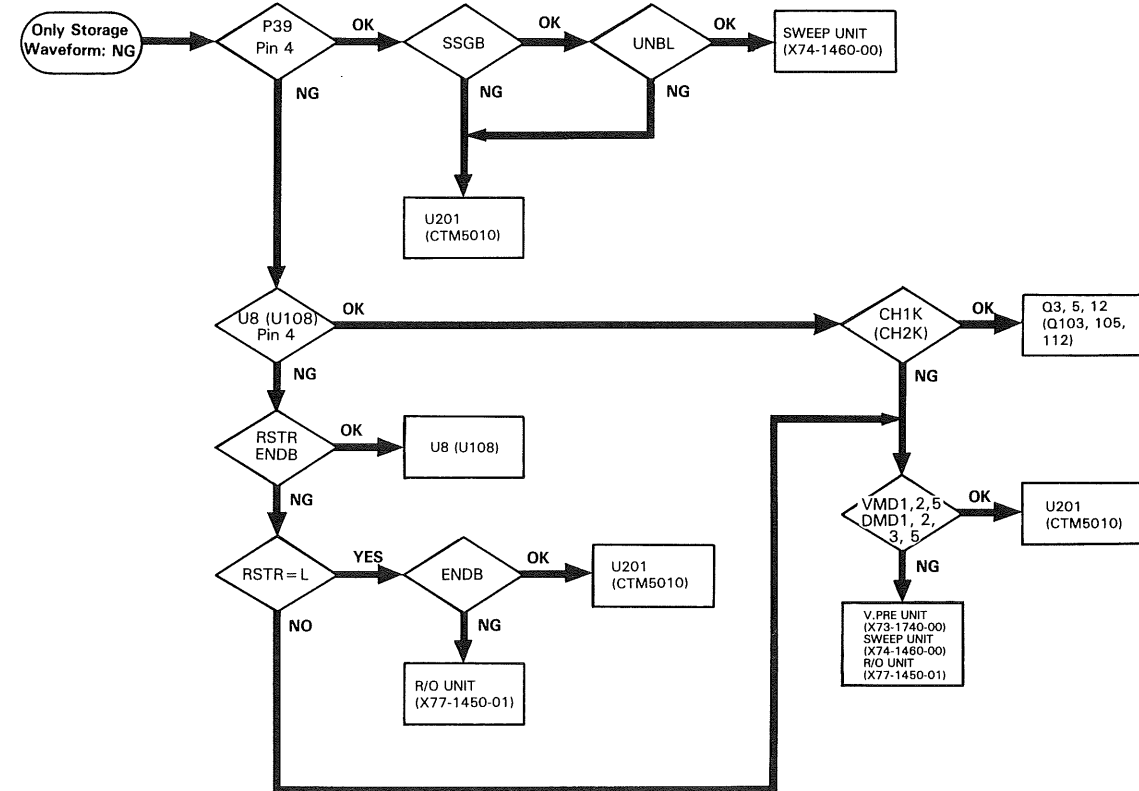 Only Storage
Waveform: NG
P39
Pin 4
OK
SSGB
OK
UNBL
OK
SWEEP UNIT
(X74-1460-00)
NG
NG
NG
U201
(CTM5010)
U8 (U108)
Pin 4
OK
CH1K
(CH2K)
OK
Q3, 5, 12
(Q103, 105,
112)
NG
NG
RSTR
ENDB
OK
U8 (U108)
NG
VMD1,2,5
DMD1, 2,
3, 5
OK
U201
(CTM5010)
NG
RSTR=L
YES
ENDB
OK
U201
(CTM5010)
NO
NG
R/O UNIT
(X77-1450-01)
V.PRE UNIT
(X73-1740-00)
SWEEP UNIT
(X74-1460-00)
R/O UNIT
(X77-1450-01)